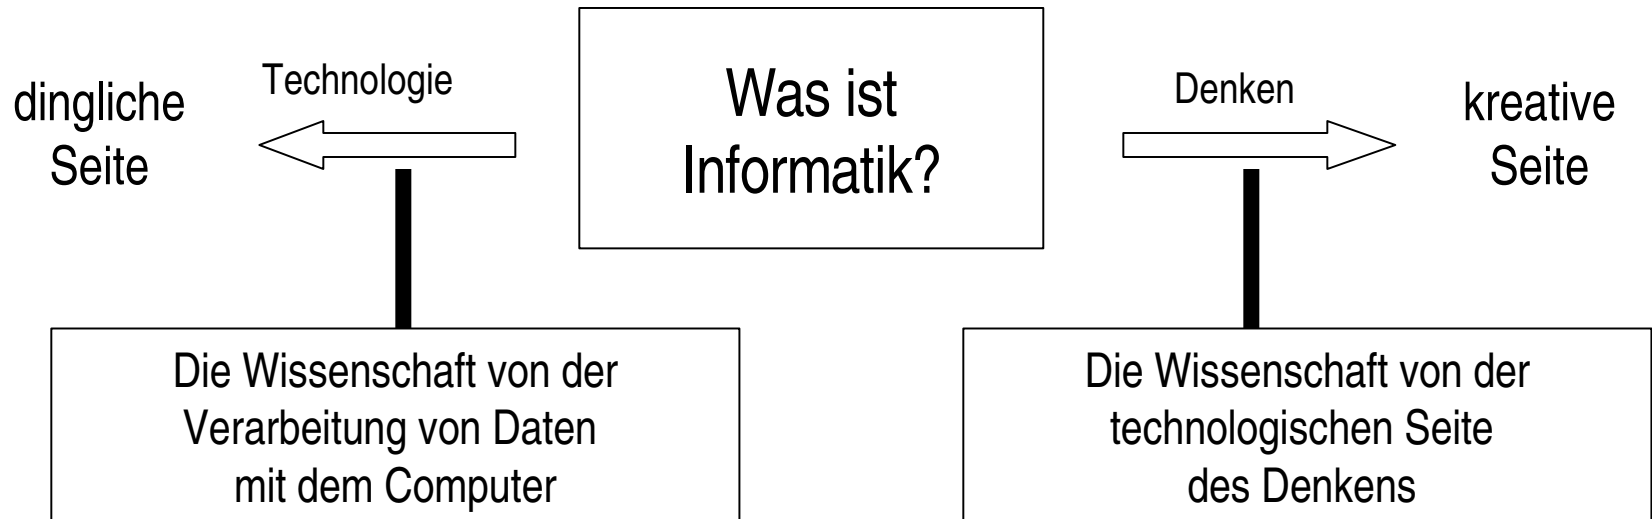 dingliche
Seite
Technologie
Was ist
Informatik?
Denken
kreative
Seite
Die Wissenschaft von der
Verarbeitung von Daten
mit dem Computer
Die Wissenschaft von der
technologischen Seite
des Denkens